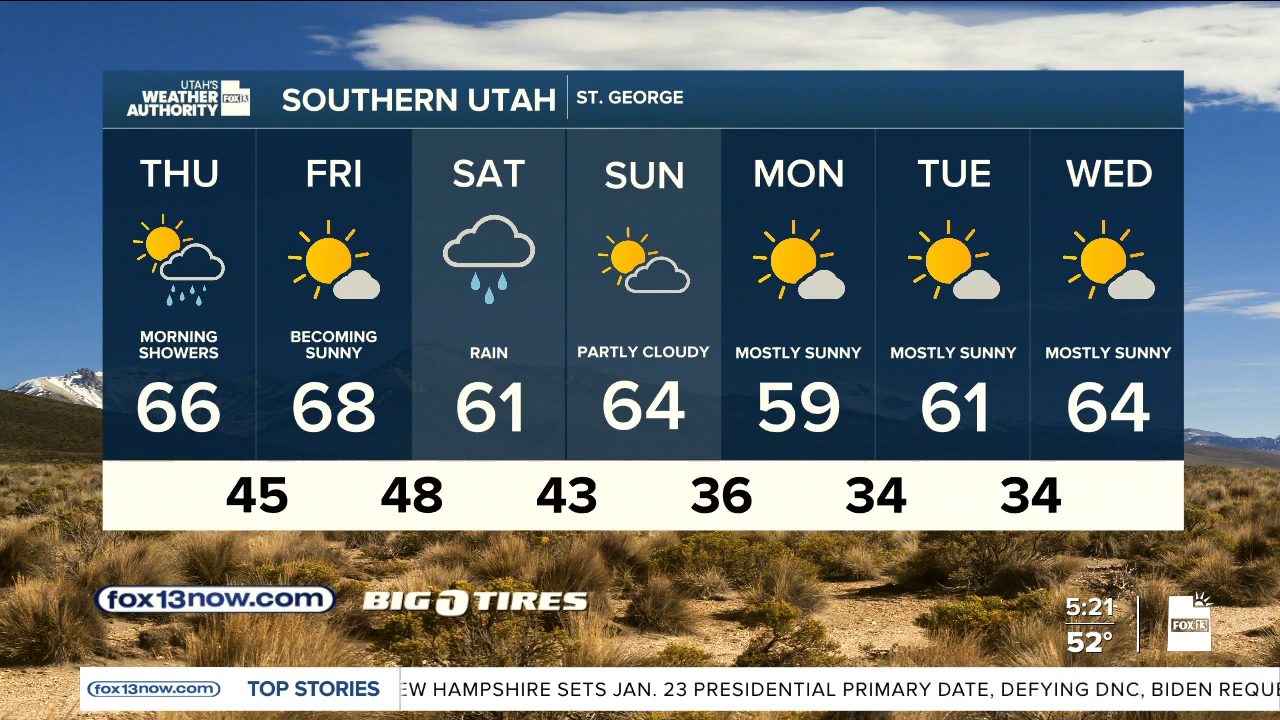 UTAH'S
WEATHER
AUTHORITY
FOX 13
SOUTHERN UTAH
ST. GEORGE
THU
FRI
SAT
SUN
MON
TUE
WED
MORNING
SHOWERS
BECOMING
SUNNY
RAIN
PARTLY CLOUDY
MOSTLY SUNNY
MOSTLY SUNNY
MOSTLY SUNNY
66
68
61
64
59
61
64
45
48
43
36
34
34
fox13now.com
BIG O TIRES
5:21
52°
FOX 13
fox13now.com
TOP STORIES
EW HAMPSHIRE SETS JAN. 23 PRESIDENTIAL PRIMARY DATE, DEFYING DNC, BIDEN REQUE